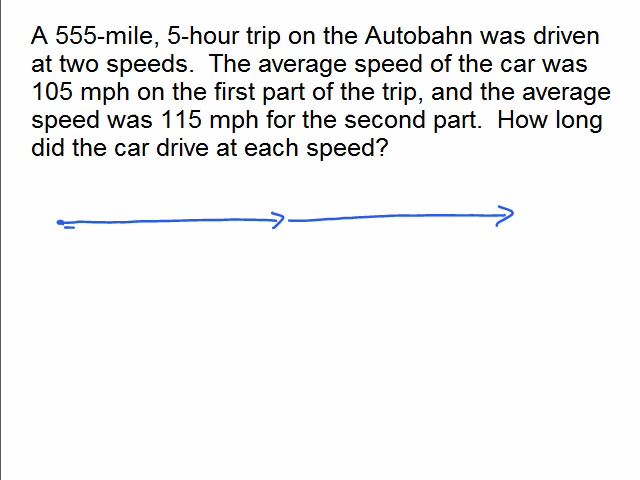 A 555-mile, 5-hour trip on the Autobahn was driven
at two speeds.  The average speed of the car was
105 mph on the first part of the trip, and the average
speed was 115 mph for the second part.  How long
did the car drive at each speed?